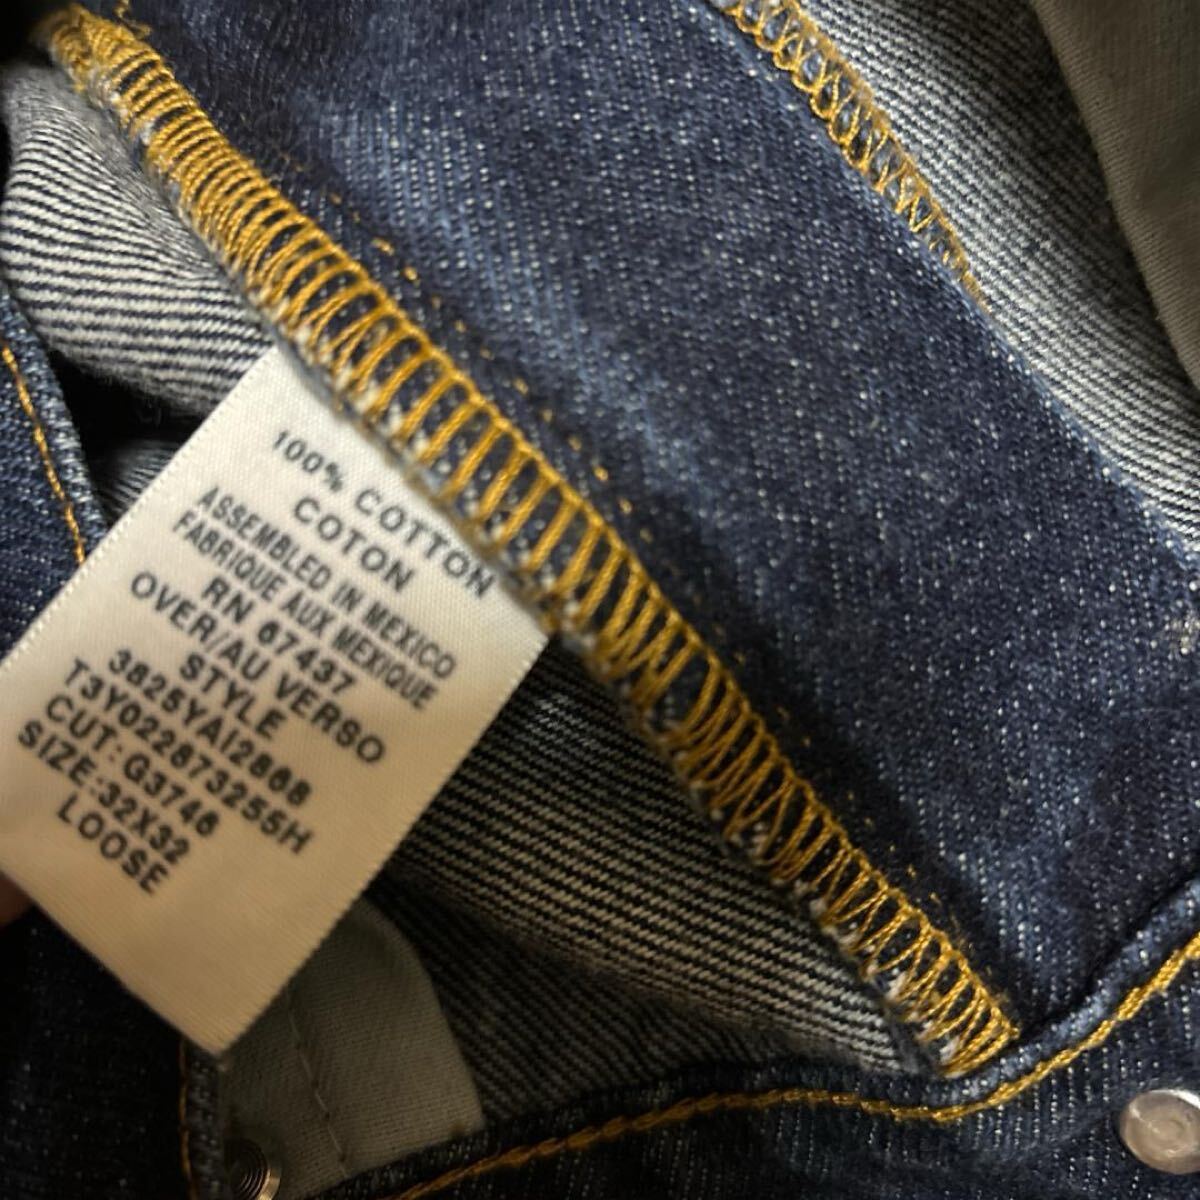 100% COTTON
COTON
ASSEMBLED IN MEXICO
FABRIQUE AUX MEXIQUE
RN 67437
OVER/AU VERSO
STYLE
3825YAI2868
T3Y022873255H
CUT: G3746
SIZE:32X32
LOOSE